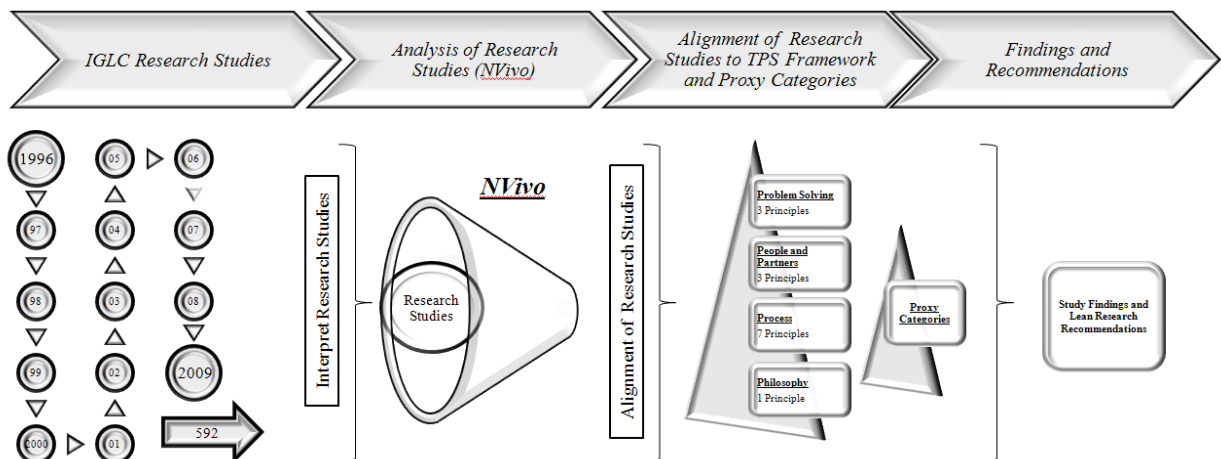 IGLC Research Studies
Analysis of Research
Studies (NVivo)
Alignment of Research
Studies to TPS Framework
and Proxy Categories
Findings and
Recommendations
1996
97
98
99
2000
01
02
03
04
05
06
07
08
2009
592
Interpret Research Studies
NVivo
Research
Studies
Alignment of Research Studies
Problem Solving
3 Principles
People and
Partners
3 Principles
Process
7 Principles
Philosophy
1 Principle
Proxy
Categories
Study Findings and
Lean Research
Recommendations